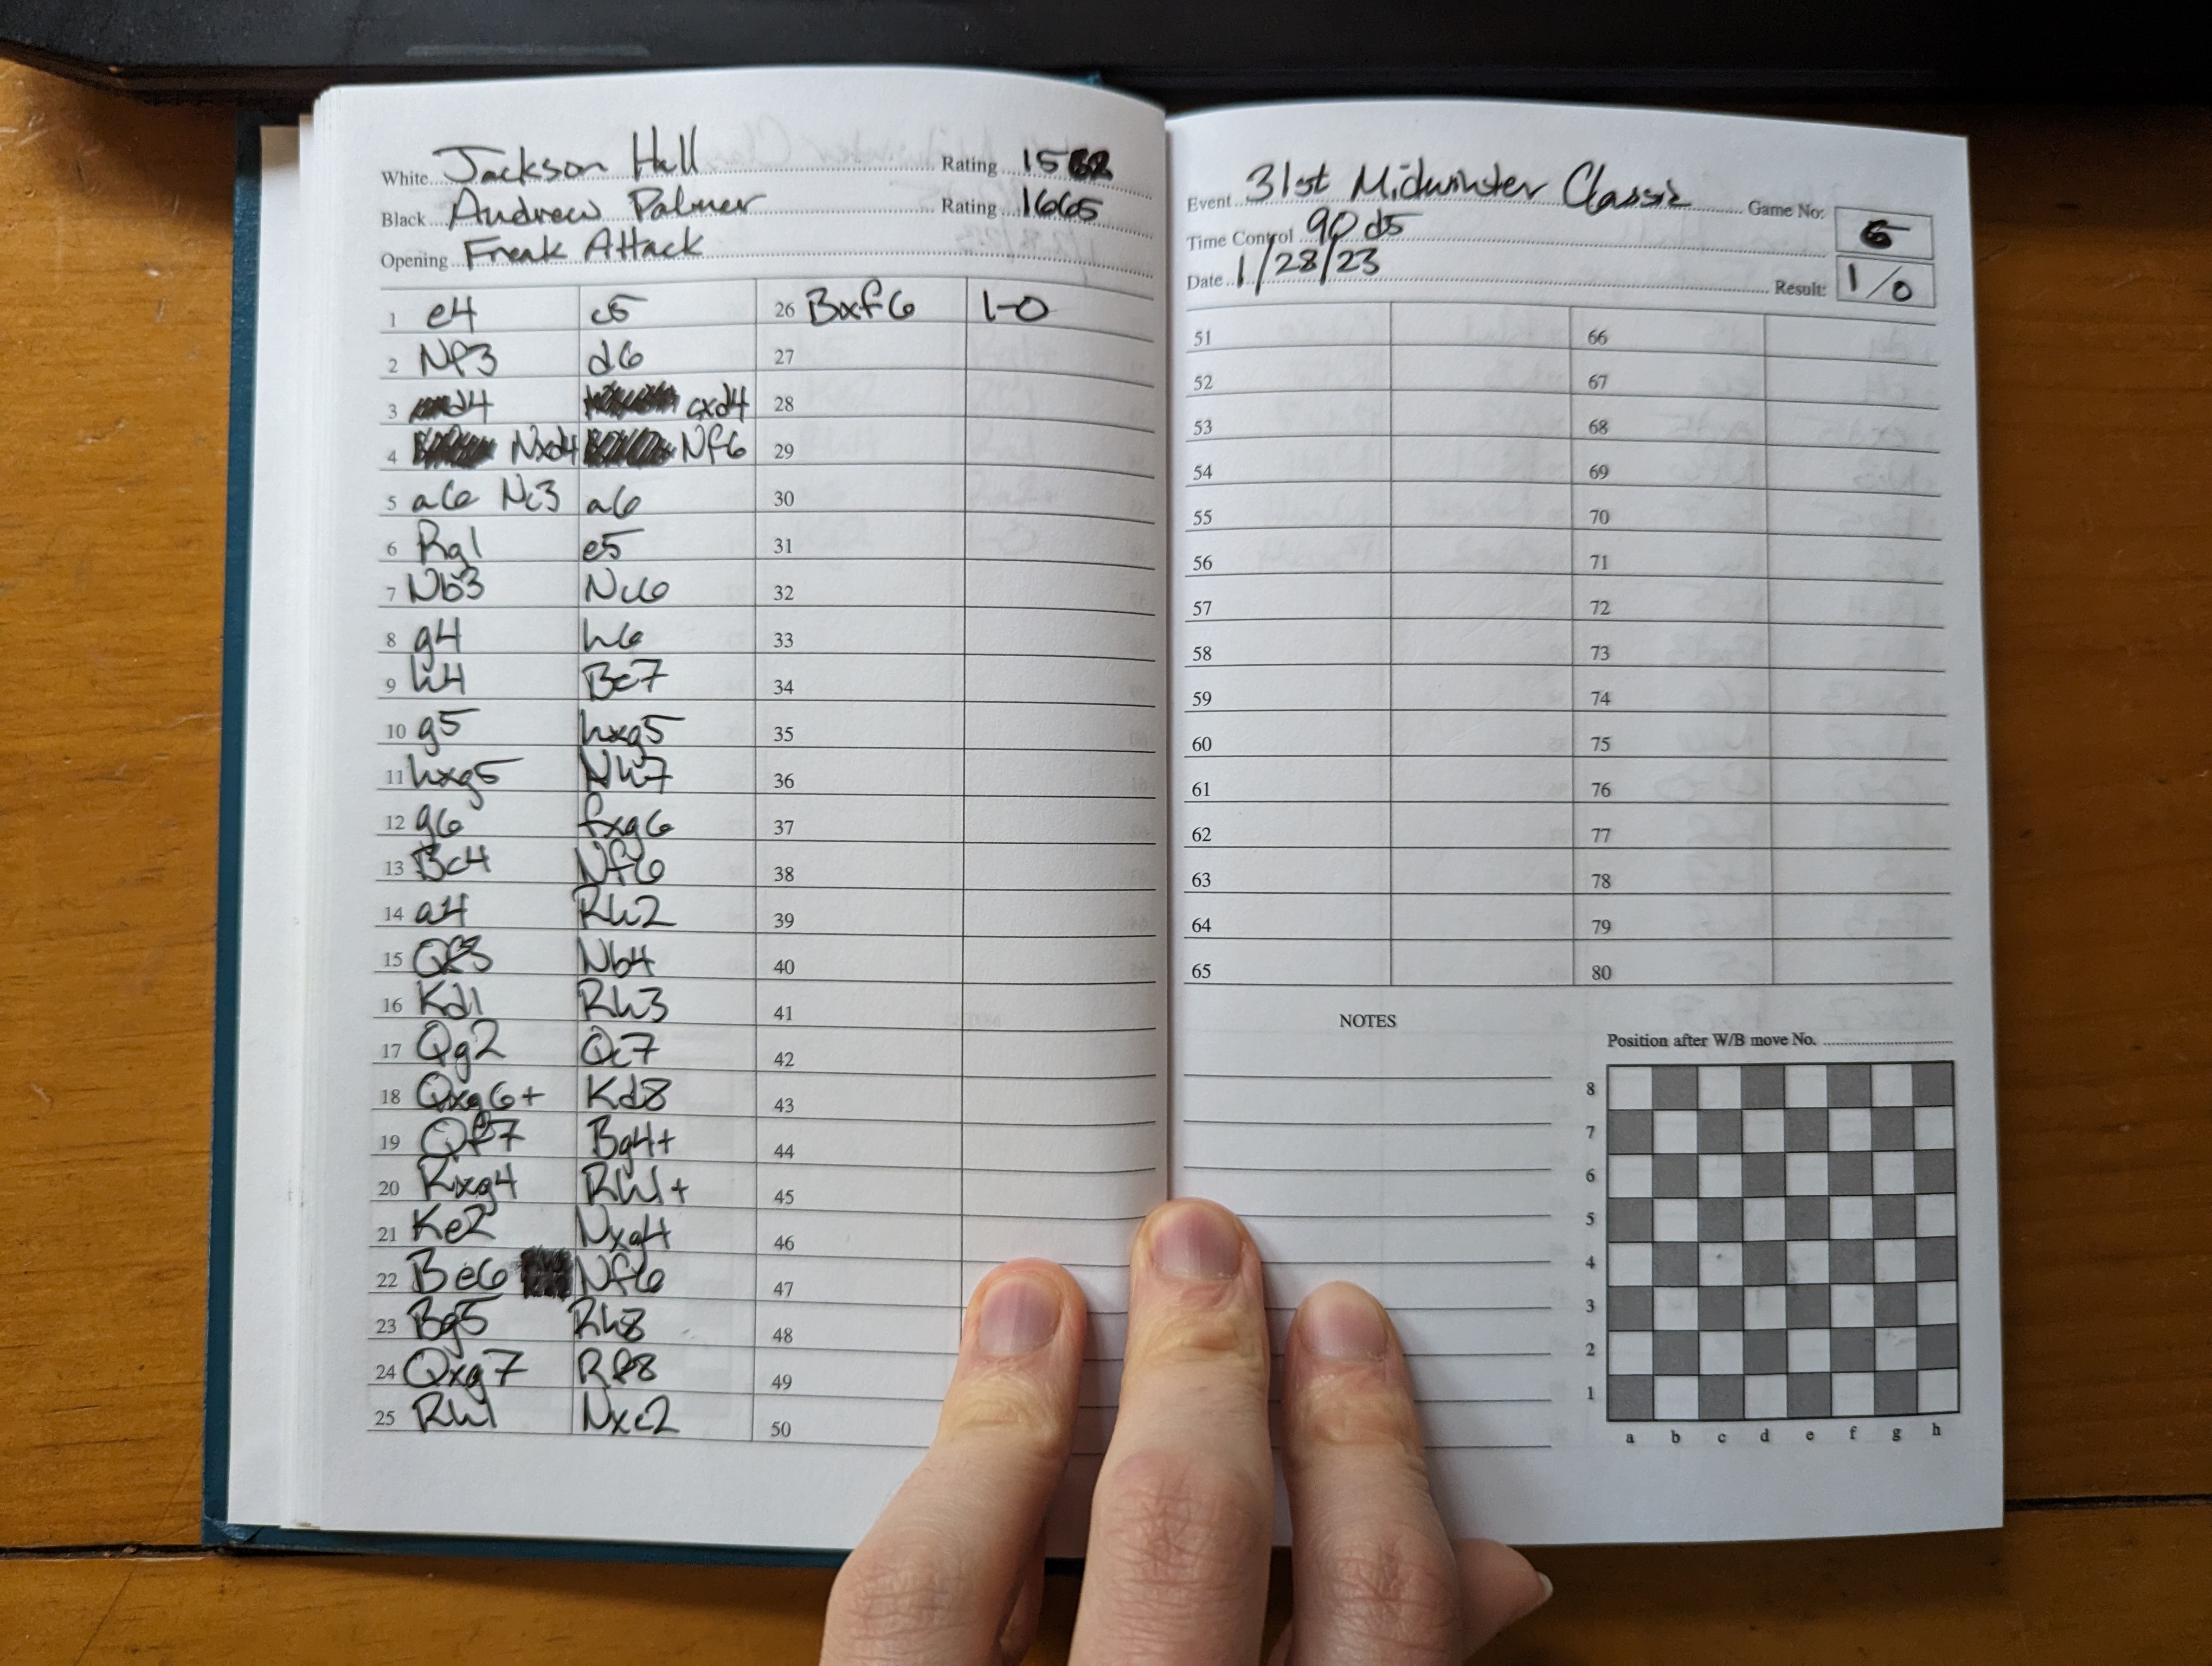 White Jackson Hall Rating 15
Black Andrew Palmer Rating 1665
Opening Freak Attack
1 e4 c5 26 Bxf6 1-0
2 Nf3 d6 27
3 d4 cxd4 28
4 Nxd4 Nf6 29
5 a6 Nc3 a6 30
6 Rg1 e5 31
7 Nb3 Nc6 32
8 g4 h6 33
9 h4 Be7 34
10 g5 hxg5 35
11 hxg5 Nh7 36
12 g6 fxg6 37
13 Bc4 Nf6 38
14 a4 Rh2 39
15 Qf3 Nb4 40
16 Kd1 Rh3 41
17 Qg2 Qc7 42
18 Qxg6+ Kd8 43
19 Qf7 Bg4+ 44
20 Rxg4 Rh1+ 45
21 Ke2 Nxg4 46
22 Be6 Nf6 47
23 Bg5 Rh8 48
24 Qxg7 Rf8 49
25 Rh1 Nxc2 50
Event 31st Midwinter Classic Game No:
Time Control 90 d5
Date 1/28/23 Result: 1/0
51 66
52 67
53 68
54 69
55 70
56 71
57 72
58 73
59 74
60 75
61 76
62 77
63 78
64 79
65 80
NOTES
Position after W/B move No.
8
7
6
5
4
3
2
1
a b c d e f g h